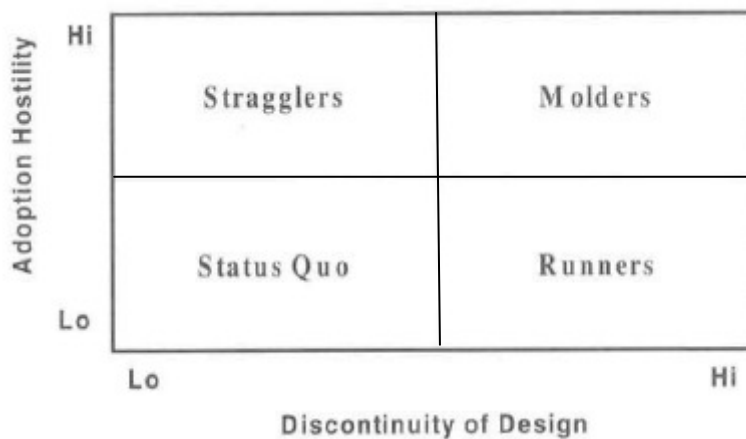 Hi
Stragglers
Molders
Adoption Hostility
Status Quo
Runners
Lo
Lo
Hi
Discontinuity of Design